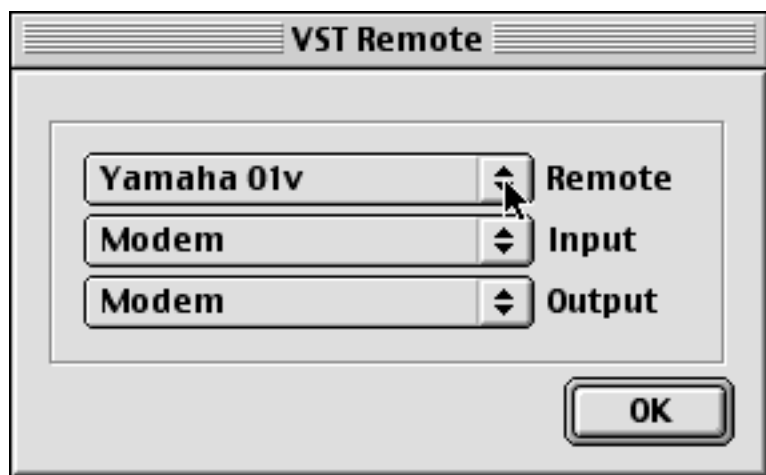 VST Remote
Yamaha 01v Remote
Modem Input
Modem Output
OK